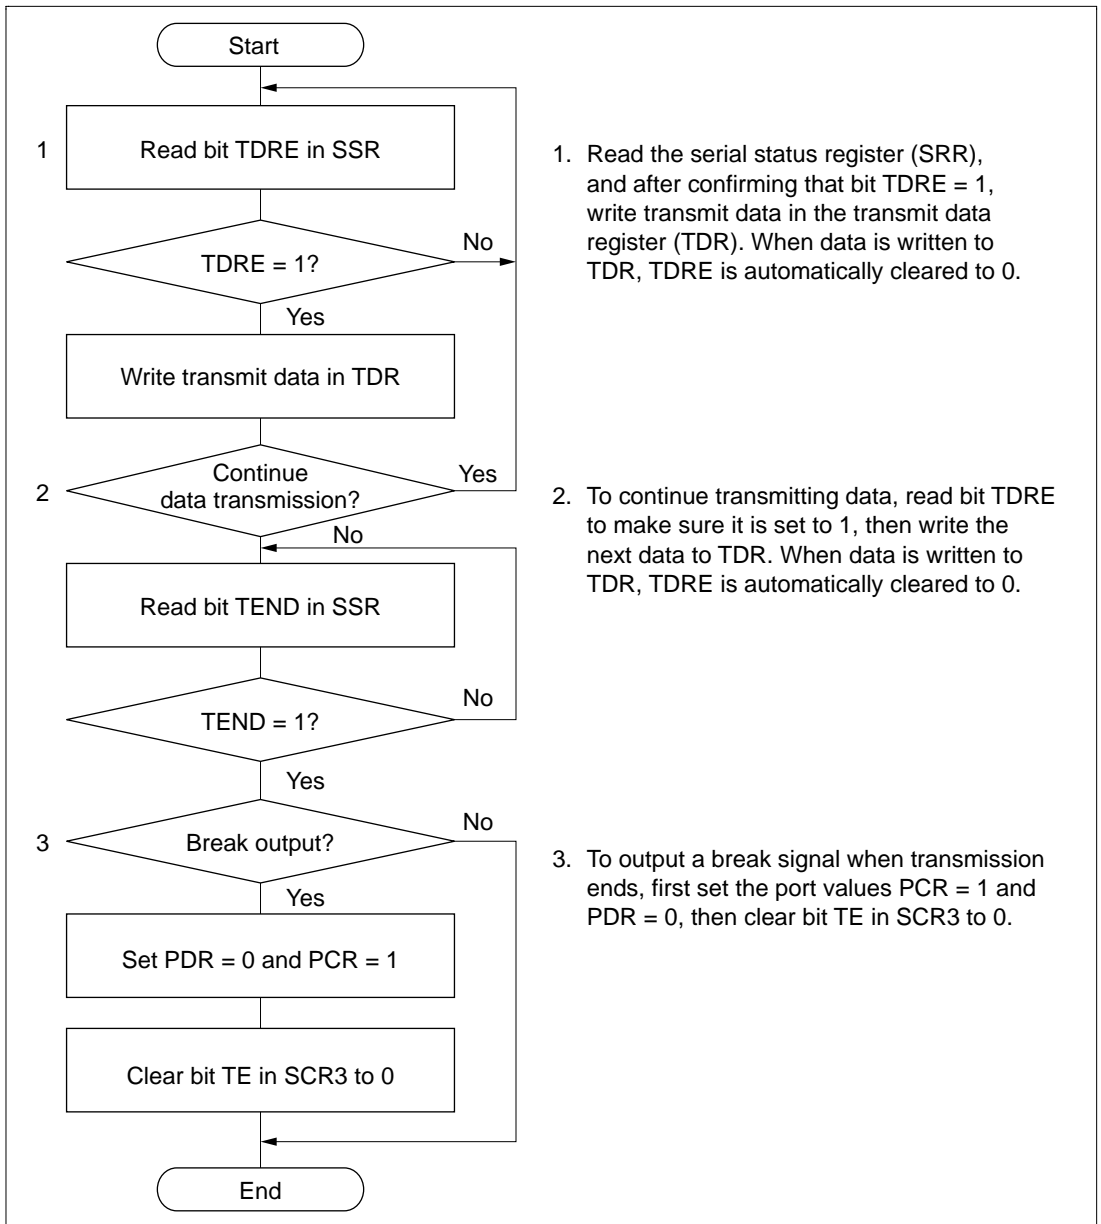 Start
1
Read bit TDRE in SSR
TDRE = 1?
No
Yes
Write transmit data in TDR
2
Continue
data transmission?
Yes
No
Read bit TEND in SSR
TEND = 1?
No
Yes
3
Break output?
No
Yes
Set PDR = 0 and PCR = 1
Clear bit TE in SCR3 to 0
End
1. Read the serial status register (SRR),
and after confirming that bit TDRE = 1,
write transmit data in the transmit data
register (TDR). When data is written to
TDR, TDRE is automatically cleared to 0.
2. To continue transmitting data, read bit TDRE
to make sure it is set to 1, then write the
next data to TDR. When data is written to
TDR, TDRE is automatically cleared to 0.
3. To output a break signal when transmission
ends, first set the port values PCR = 1 and
PDR = 0, then clear bit TE in SCR3 to 0.